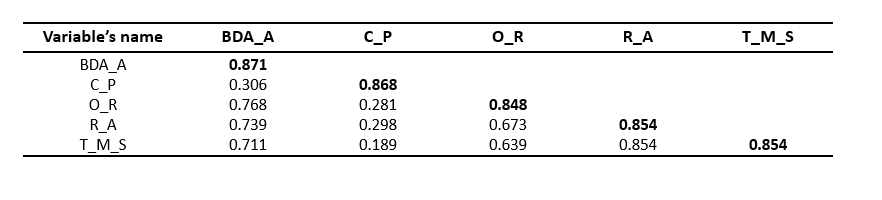 Variable's name BDA_A C_P O_R R_A T_M_S
BDA_A 0.871
C_P 0.306 0.868
O_R 0.768 0.281 0.848
R_A 0.739 0.298 0.673 0.854
T_M_S 0.711 0.189 0.639 0.854 0.854